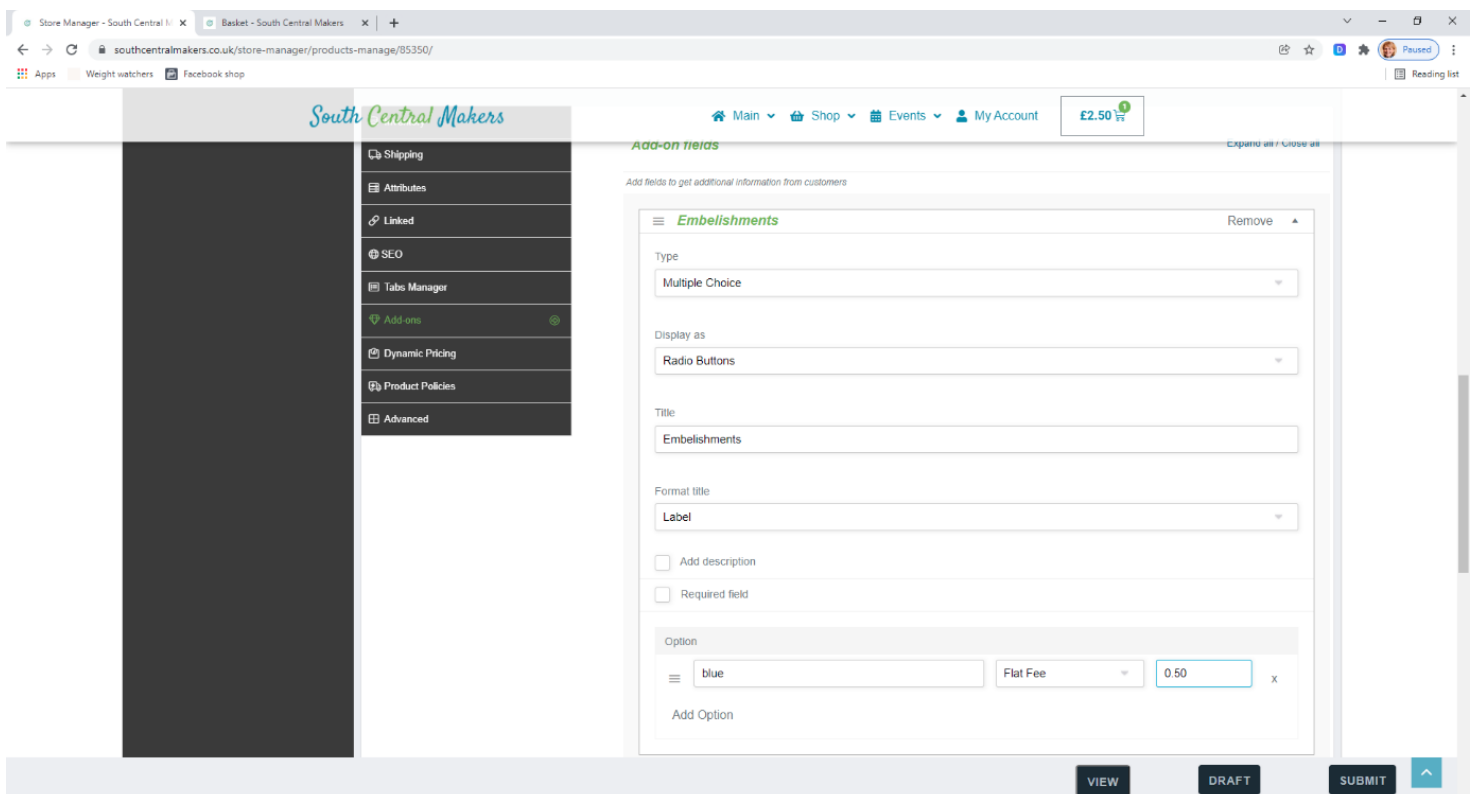 Store Manager - South Central M
Basket - South Central Makers
southcentralmakers.co.uk/store-manager/products-manage/85350/
D
Paused
Apps
Weight watchers
Facebook shop
Reading list
South Central Makers
Main
Shop
Events
My Account
£2.50
0
Shipping
Attributes
Linked
SEO
Tabs Manager
Add-ons
Dynamic Pricing
Product Policies
Advanced
Add-on fields
Expand all / Close all
Add fields to get additional information from customers
Embelishments
Remove
Type
Multiple Choice
Display as
Radio Buttons
Title
Embelishments
Format title
Label
Add description
Required field
Option
blue
Flat Fee
0.50
x
Add Option
VIEW
DRAFT
SUBMIT